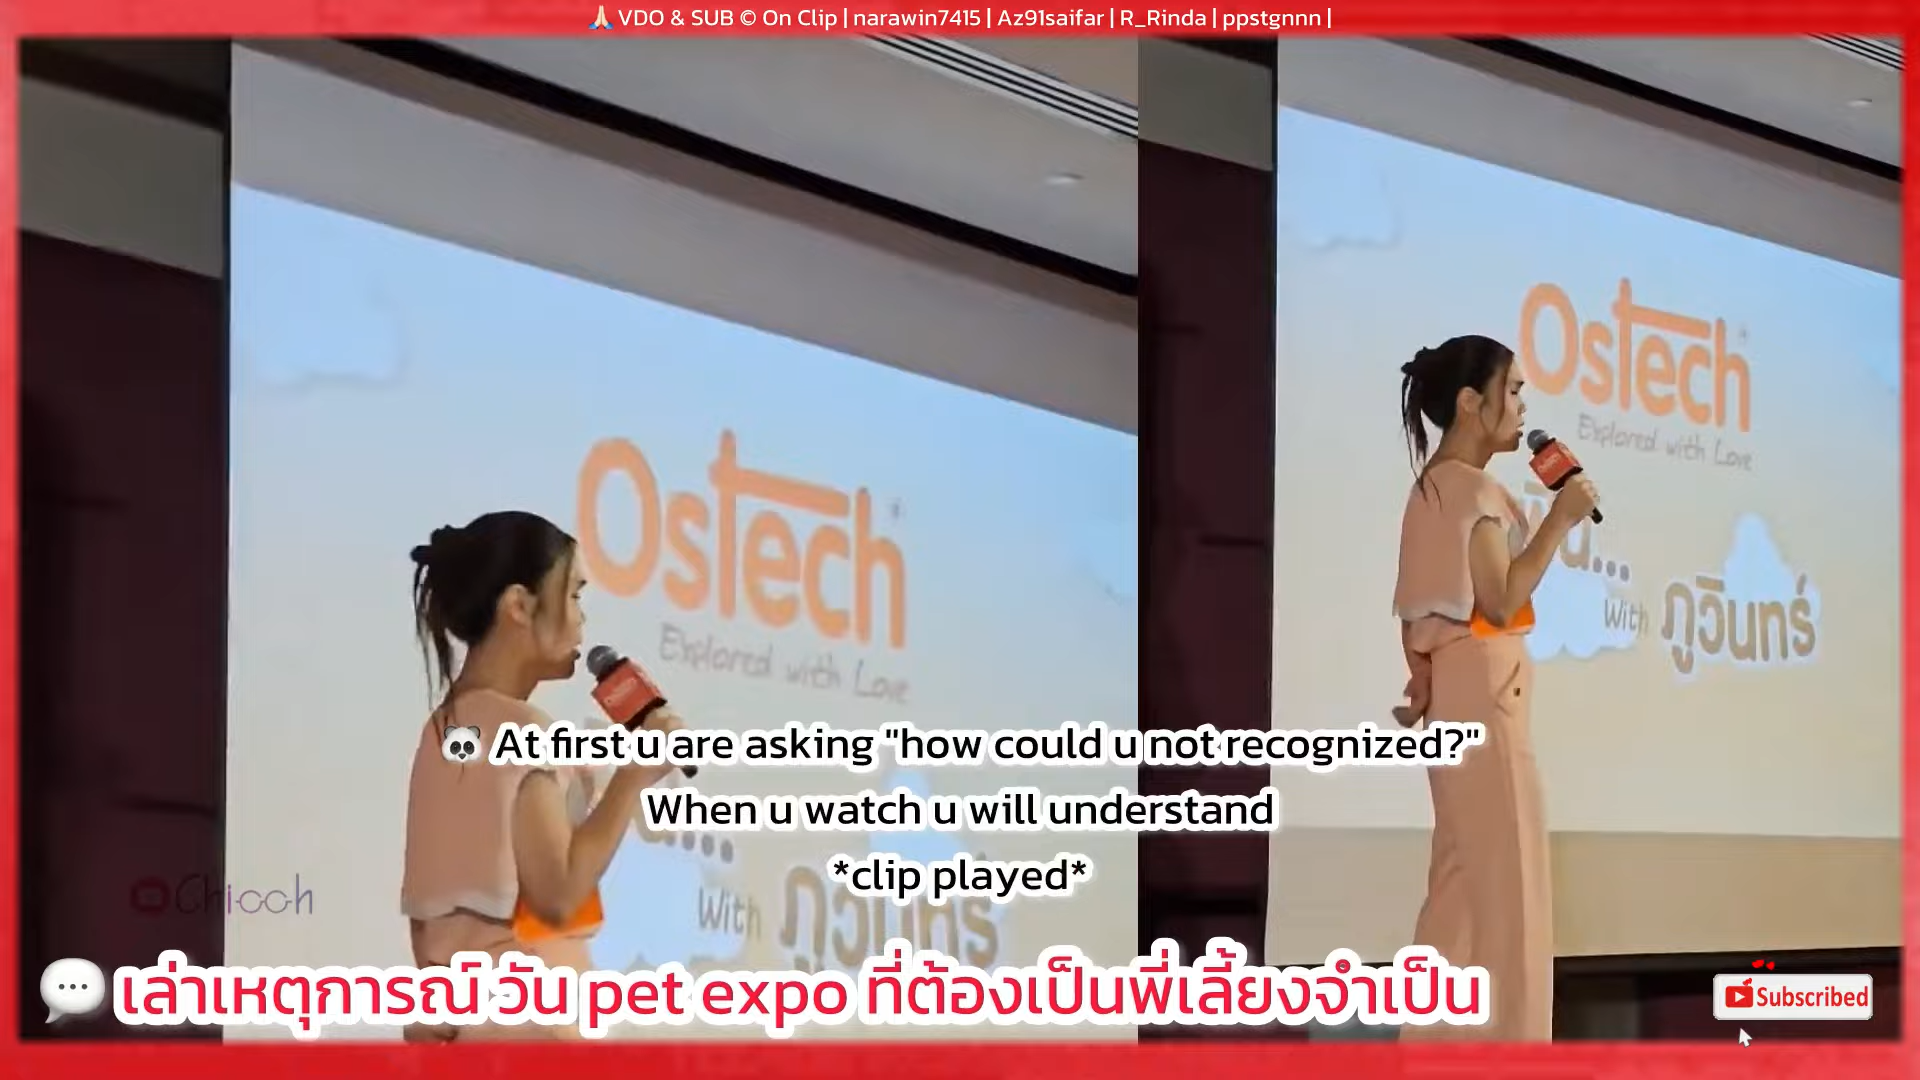 🙏🏻 VDO & SUB © On Clip | narawin7415 | Az91saifar | R_Rinda | ppstgnnn |
Ostech
Explored with Love
With ภูวินทร์
Ostech
Explored with Love
With ภูวินทร์
🐼 At first u are asking "how could u not recognized?"
When u watch u will understand
*clip played*
Chicch
💬 เล่าเหตุการณ์ วัน pet expo ที่ต้องเป็นพี่เลี้ยงจำเป็น
Subscribed